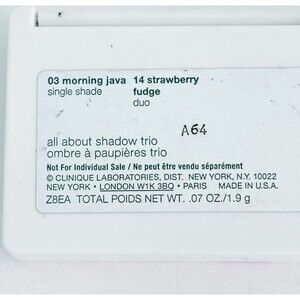 03 morning java 14 strawberry
single shade fudge
duo
A64
all about shadow trio
ombre à paupières trio
Not For Individual Sale / Ne peut être vendu séparément
© CLINIQUE LABORATORIES, DIST. NEW YORK, N.Y. 10022
NEW YORK • LONDON W1K 3BQ • PARIS MADE IN U.S.A.
Z8EA TOTAL POIDS NET WT. .07 OZ./1.9 g